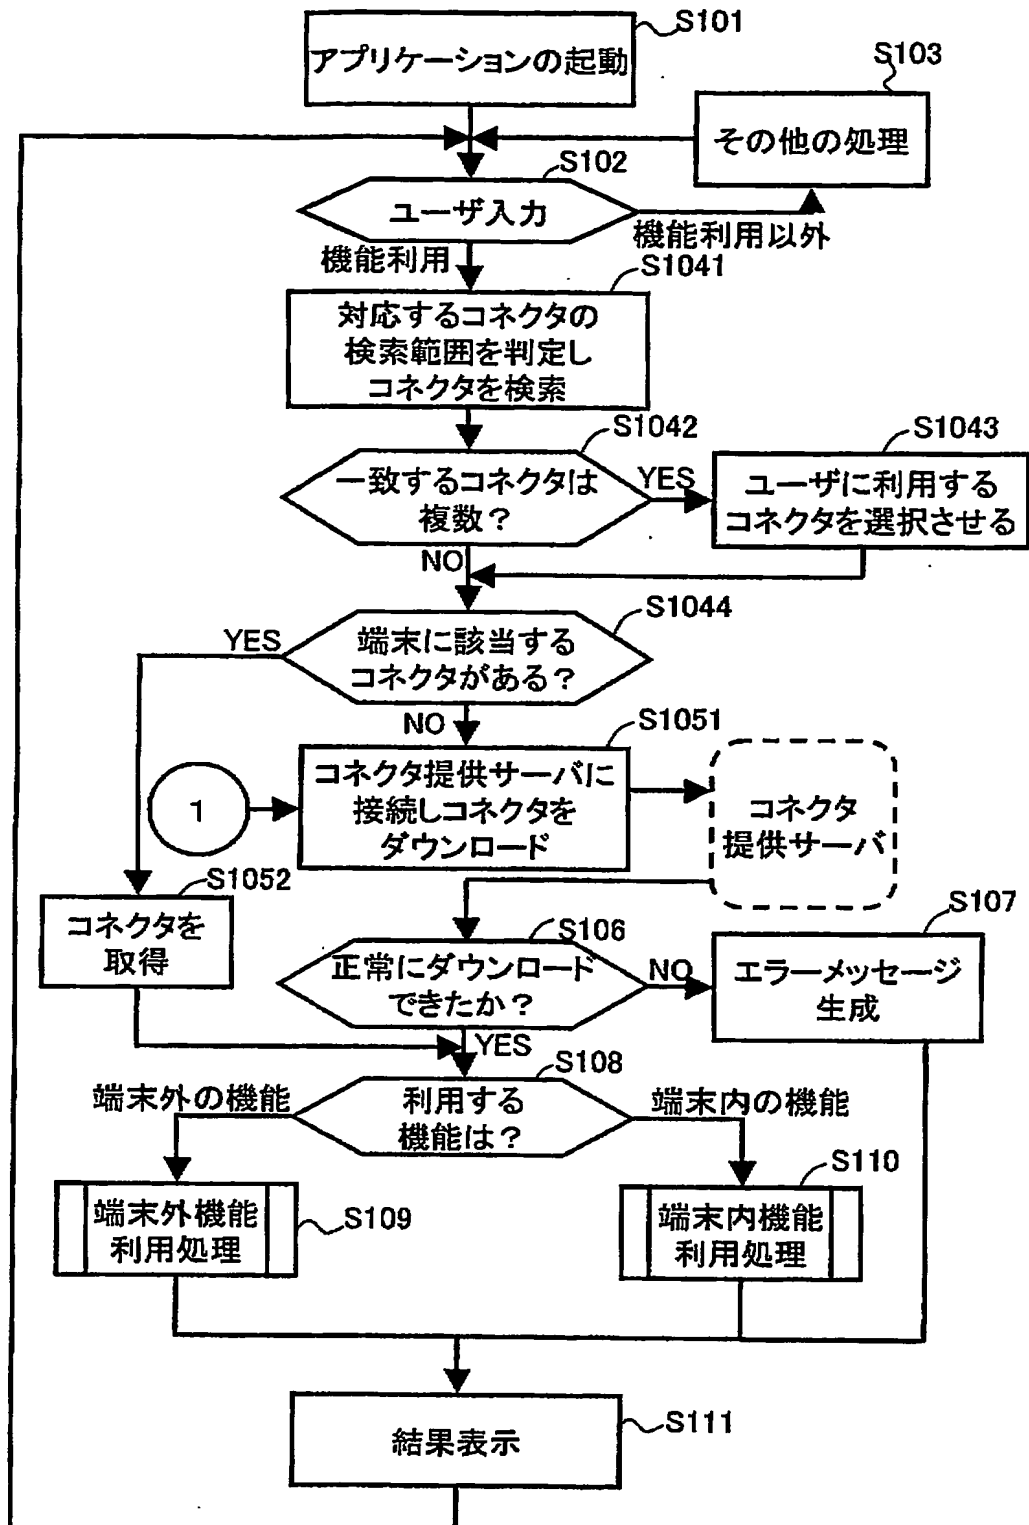 S101
アプリケーションの起動
S103
その他の処理
S102
ユーザ入力
機能利用以外
機能利用
S1041
対応するコネクタの
検索範囲を判定し
コネクタを検索
S1042
一致するコネクタは
複数？
YES
S1043
ユーザに利用する
コネクタを選択させる
NO
S1044
端末に該当する
コネクタがある？
YES
NO
S1051
コネクタ提供サーバに
接続しコネクタを
ダウンロード
1
コネクタ
提供サーバ
S1052
コネクタを
取得
S106
正常にダウンロード
できたか？
NO
S107
エラーメッセージ
生成
YES
S108
利用する
機能は？
端末外の機能
端末内の機能
端末外機能
利用処理
S109
S110
端末内機能
利用処理
S111
結果表示